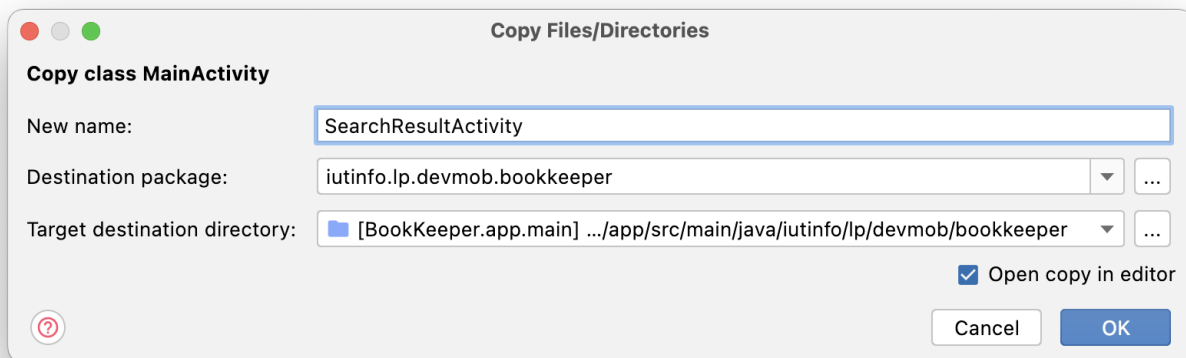 Copy Files/Directories
Copy class MainActivity
New name: SearchResultActivity
Destination package: iutinfo.lp.devmob.bookkeeper ...
Target destination directory: [BookKeeper.app.main] .../app/src/main/java/iutinfo/lp/devmob/bookkeeper ...
Open copy in editor
? Cancel OK